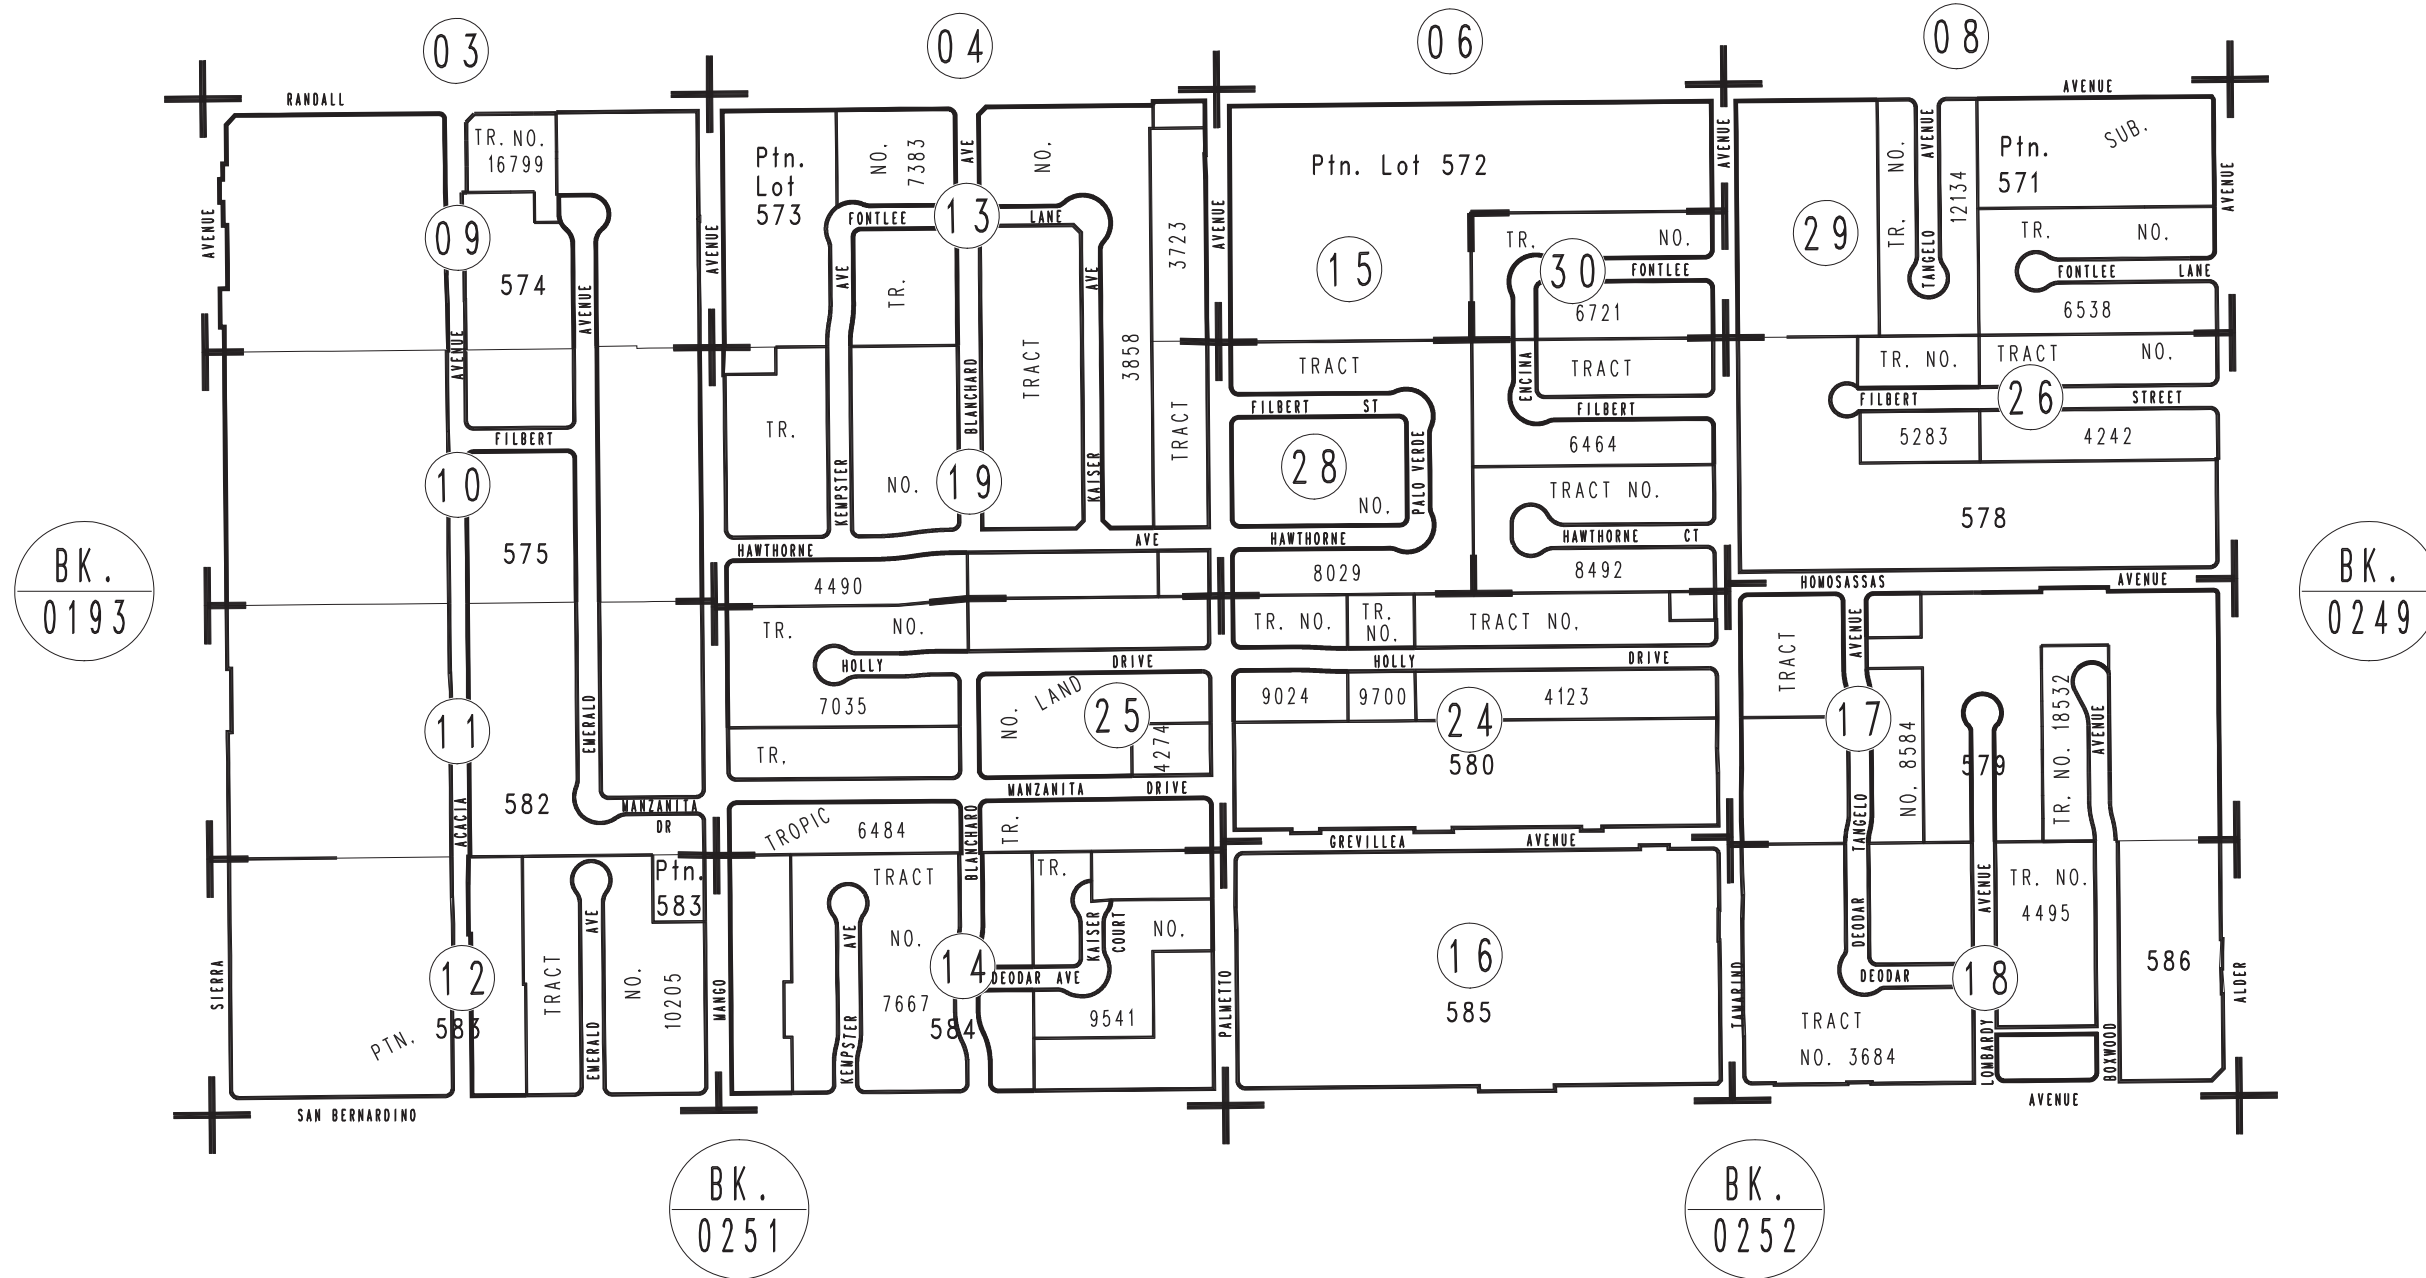 03
04
06
08
RANDALL
AVENUE
TR. NO.
16799
Ptn.
Lot
573
NO.
7383
AVE
NO.
Ptn. Lot 572
AVENUE
TR. NO.
AVENUE
12134
Ptn.
571
SUB.
AVENUE
AVENUE
09
AVENUE
FONTLEE
13
LANE
3723
AVENUE
15
TR.
NO.
30
FONTLEE
6721
29
TANGELO
TR.
NO.
FONTLEE
LANE
6538
574
AVENUE
AVE
TR.
AVE
AVENUE
TRACT
3858
TRACT
TRACT
ENCINA
TRACT
TR. NO.
TRACT
NO.
FILBERT
ST
FILBERT
FILBERT
26
STREET
TR.
BLANCHARD
TRACT
FILBERT
6464
5283
4242
10
KEMPSTER
NO.
19
KAISER
28
NO.
PALO VERDE
TRACT NO.
578
BK.
0193
575
HAWTHORNE
AVE
HAWTHORNE
HAWTHORNE
CT
BK.
0249
4490
8029
8492
HOMOSASSAS
AVENUE
TR.
NO.
TR. NO.
TR.
NO.
TRACT NO.
TRACT
AVENUE
HOLLY
DRIVE
HOLLY
DRIVE
7035
NO.
LAND
25
4274
9024
9700
24
4123
17
NO. 8584
TR. NO. 18532
AVENUE
11
EMERALD
TR.
580
579
582
MANZANITA
DR
MANZANITA
DRIVE
ACACIA
TROPIC
6484
BLANCHARD
TR.
GREVILLEA
AVENUE
TANGELO
Ptn.
583
TRACT
TR.
TR. NO.
4495
AVE
AVE
NO.
KAISER
COURT
NO.
DEODAR
AVENUE
12
583
TRACT
NO.
10205
14
DEODAR AVE
16
DEODAR
18
586
SIERRA
MANGO
7667
584
9541
PALMETTO
585
TAMARIND
TRACT
NO. 3684
ALDER
PTN.
EMERALD
KEMPSTER
LOMBARDY
BOXWOOD
SAN BERNARDINO
AVENUE
BK.
0251
BK.
0252